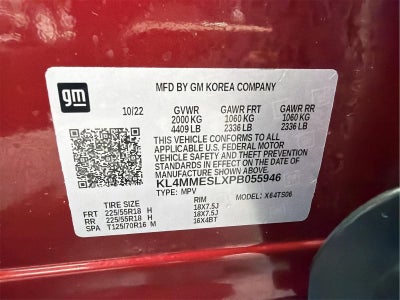 gm
MFD BY GM KOREA COMPANY
10/22 GVWR GAWR FRT GAWR RR
2000 KG 1060 KG 1060 KG
4409 LB 2336 LB 2336 LB
THIS VEHICLE CONFORMS TO ALL
APPLICABLE U.S. FEDERAL MOTOR
VEHICLE SAFETY AND THEFT PREVENTION
STANDARDS IN EFFECT ON THE DATE OF
MANUFACTURE SHOWN ABOVE.
KL4MMESLXPB055946
TYPE: MPV MODEL: X64TS06
TIRE SIZE RIM
FRT 225/55R18 H 18X7.5J
RR 225/55R18 H 18X7.5J
SPA T125/70R16 M 16X4BT